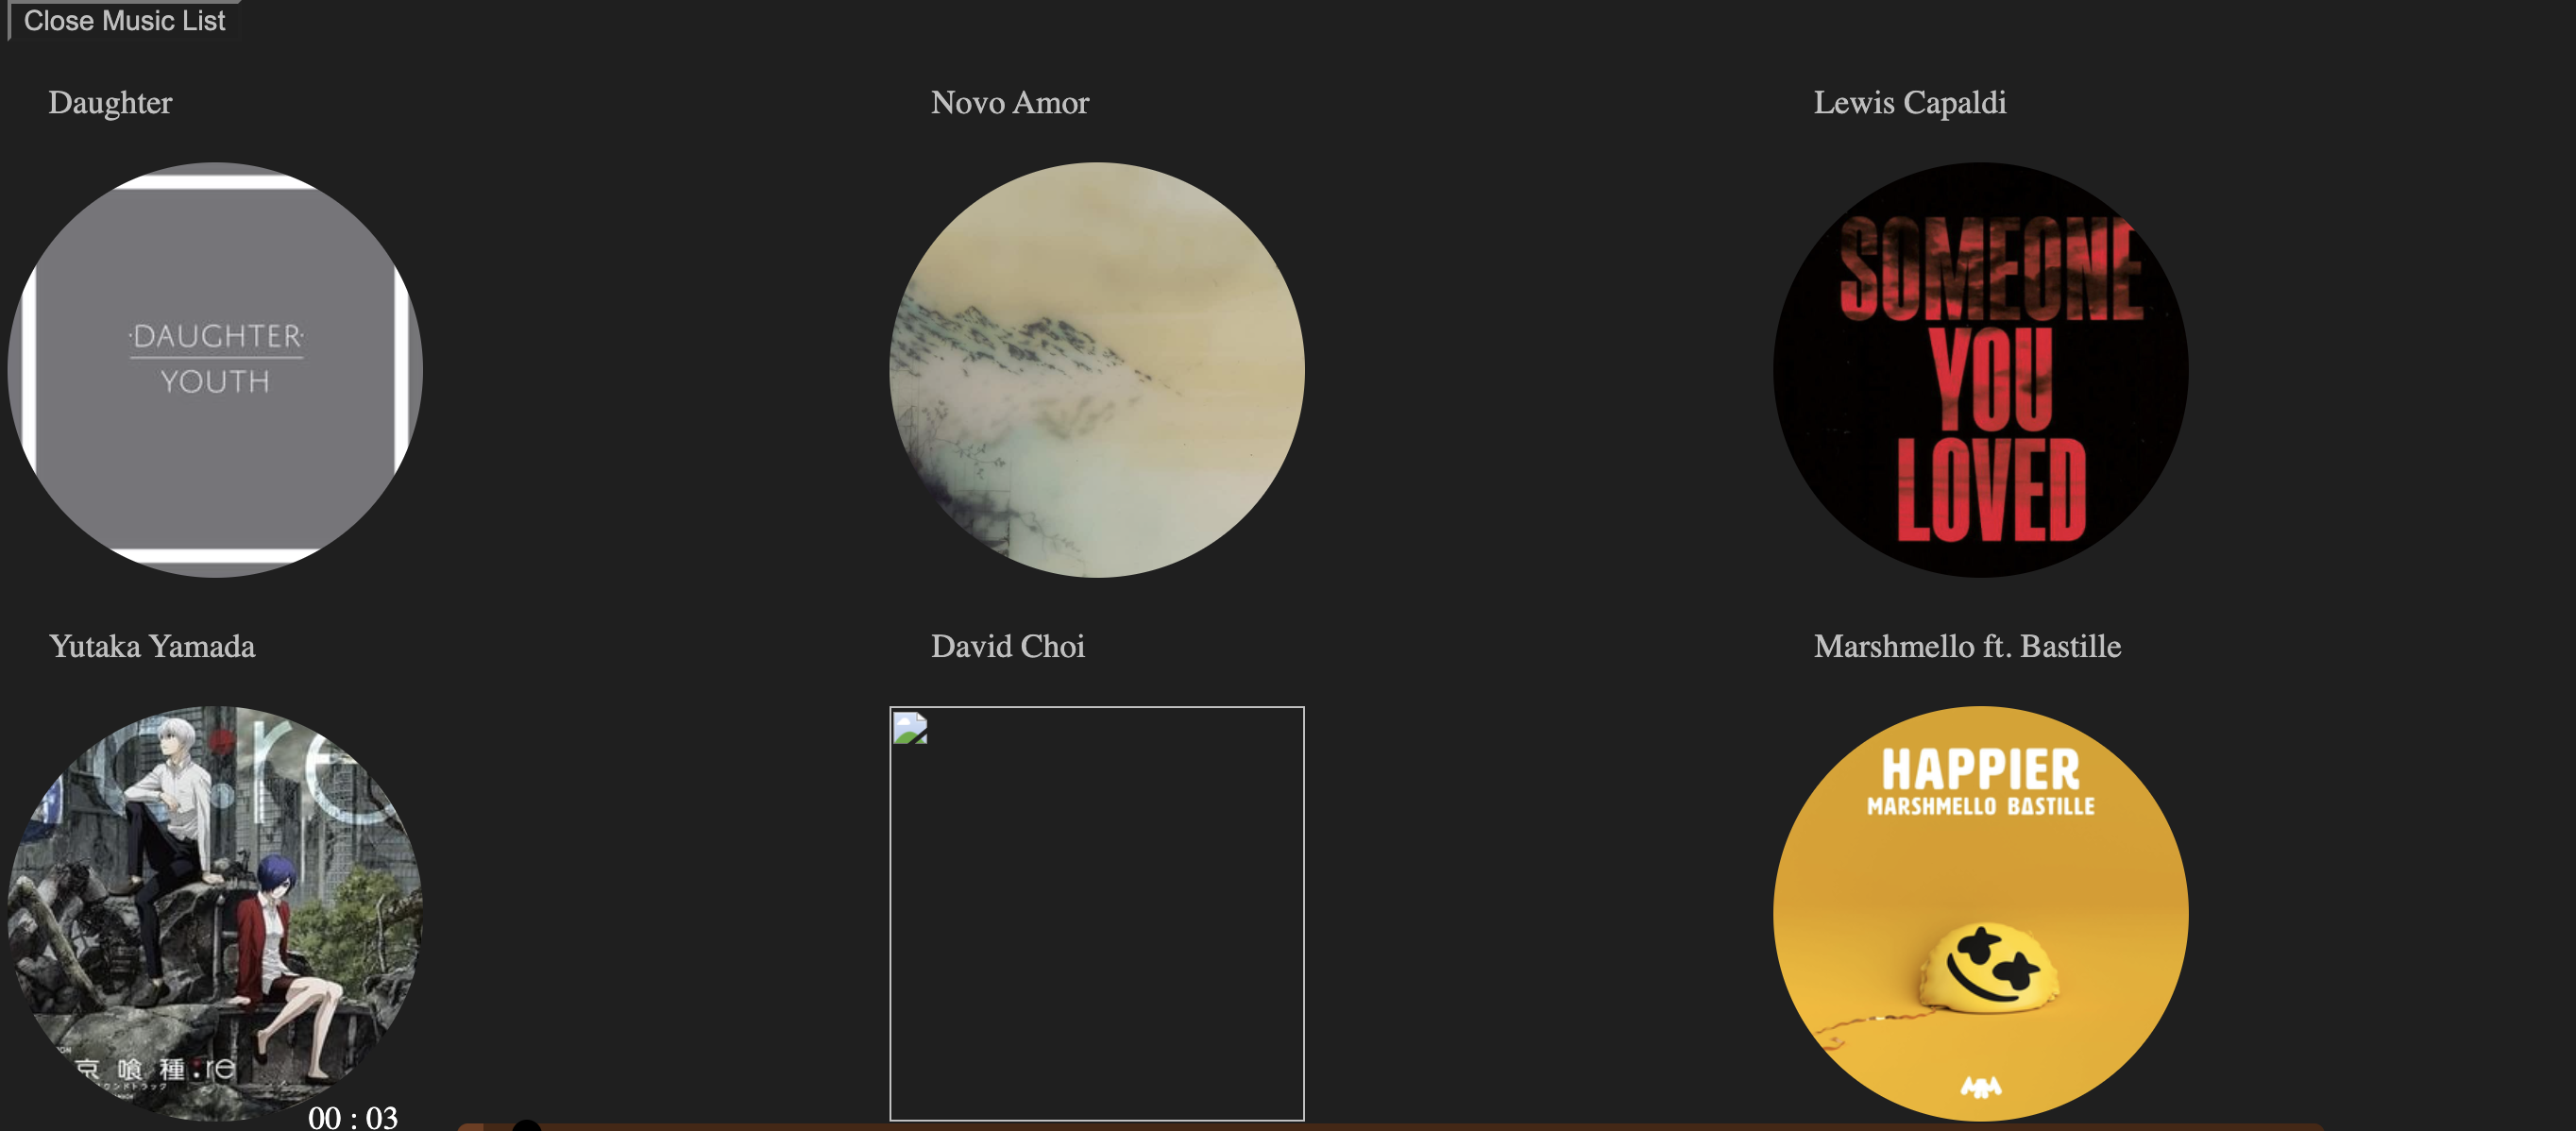 Close Music List
Daughter
Novo Amor
Lewis Capaldi
·DAUGHTER·
YOUTH
SOMEONE
YOU
LOVED
Yutaka Yamada
David Choi
Marshmello ft. Bastille
:re
HAPPIER
MARSHMELLO BASTILLE
京喰種:re
00 : 03